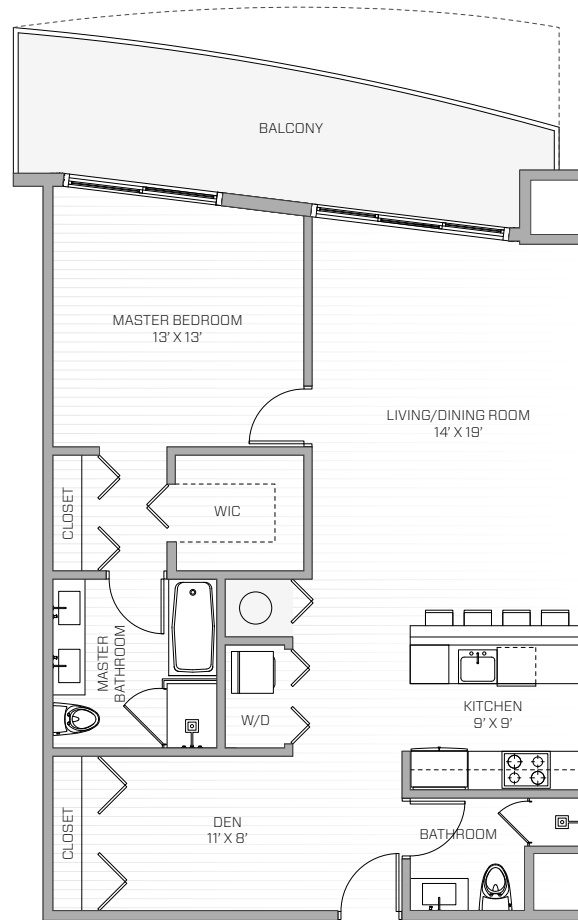 BALCONY
MASTER BEDROOM
13' X 13'
LIVING/DINING ROOM
14' X 19'
CLOSET
WIC
MASTER
BATHROOM
W/D
KITCHEN
9' X 9'
CLOSET
DEN
11' X 8'
BATHROOM